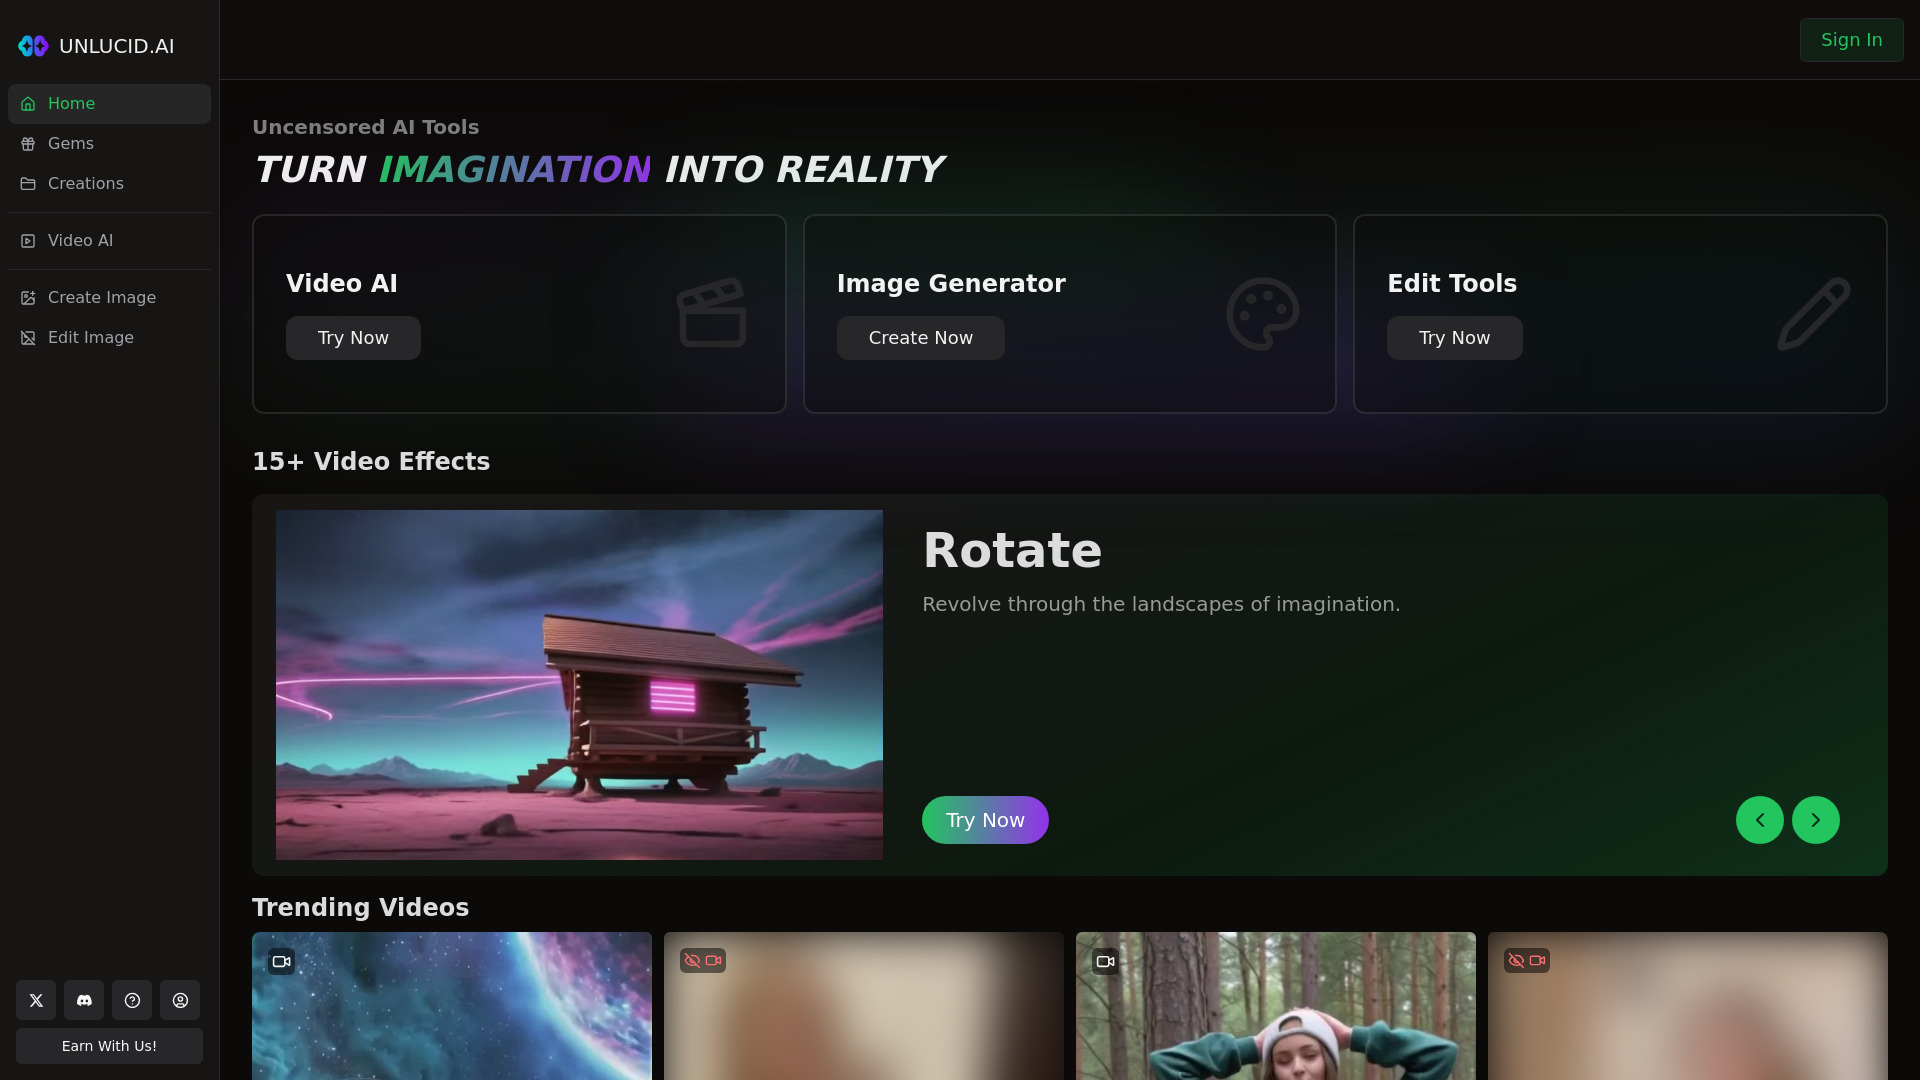 UNLUCID.AI
Home
Gems
Creations
Video AI
Create Image
Edit Image
Earn With Us!
Sign In
Uncensored AI Tools
TURN IMAGINATION INTO REALITY
Video AI
Try Now
Image Generator
Create Now
Edit Tools
Try Now
15+ Video Effects
Rotate
Revolve through the landscapes of imagination.
Try Now
Trending Videos